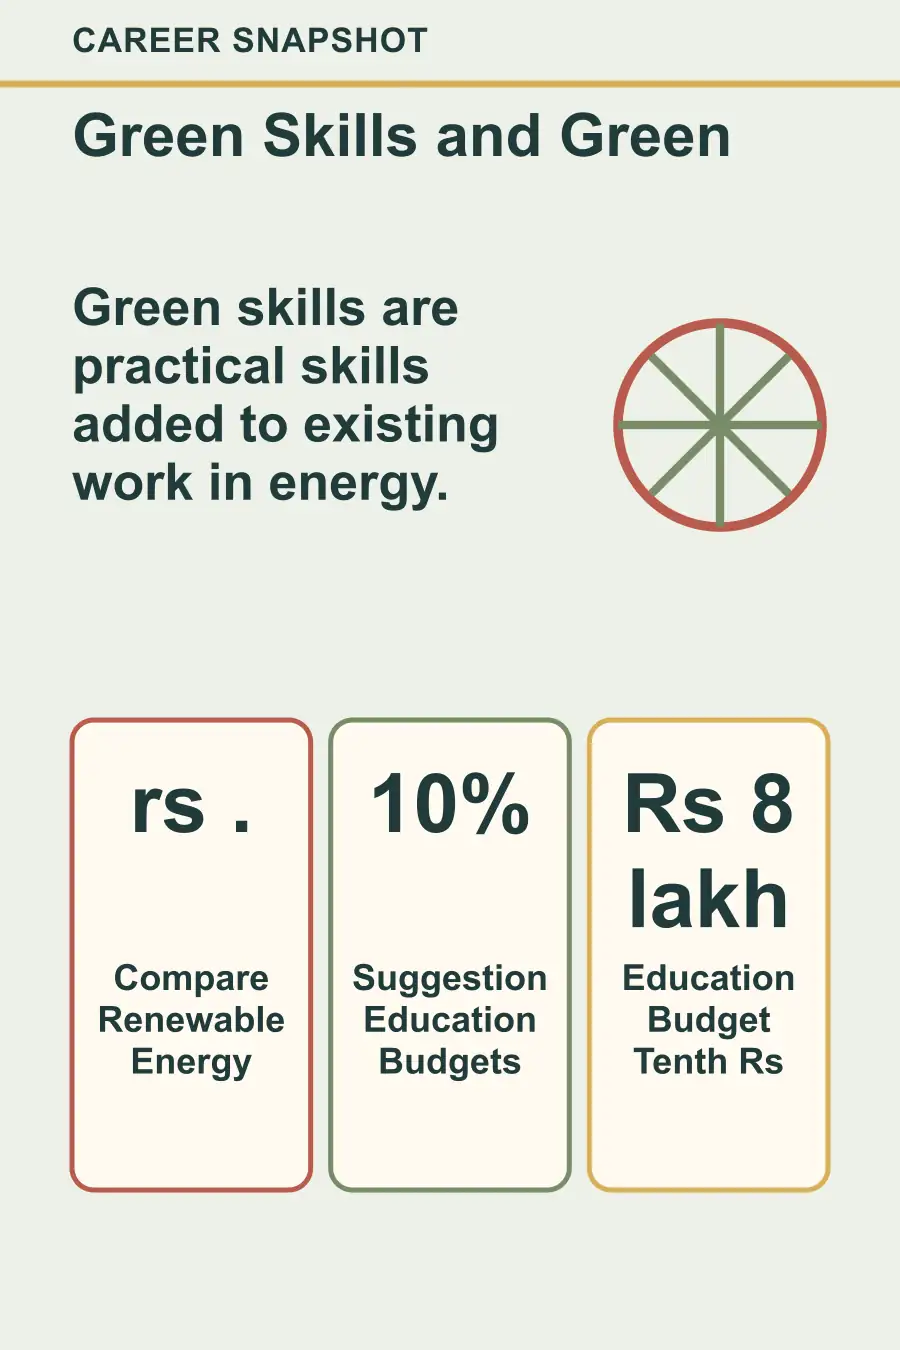 CAREER SNAPSHOT
Green Skills and Green
Green skills are
practical skills
added to existing
work in energy.
rs .
Compare
Renewable
Energy
10%
Suggestion
Education
Budgets
Rs 8
lakh
Education
Budget
Tenth Rs